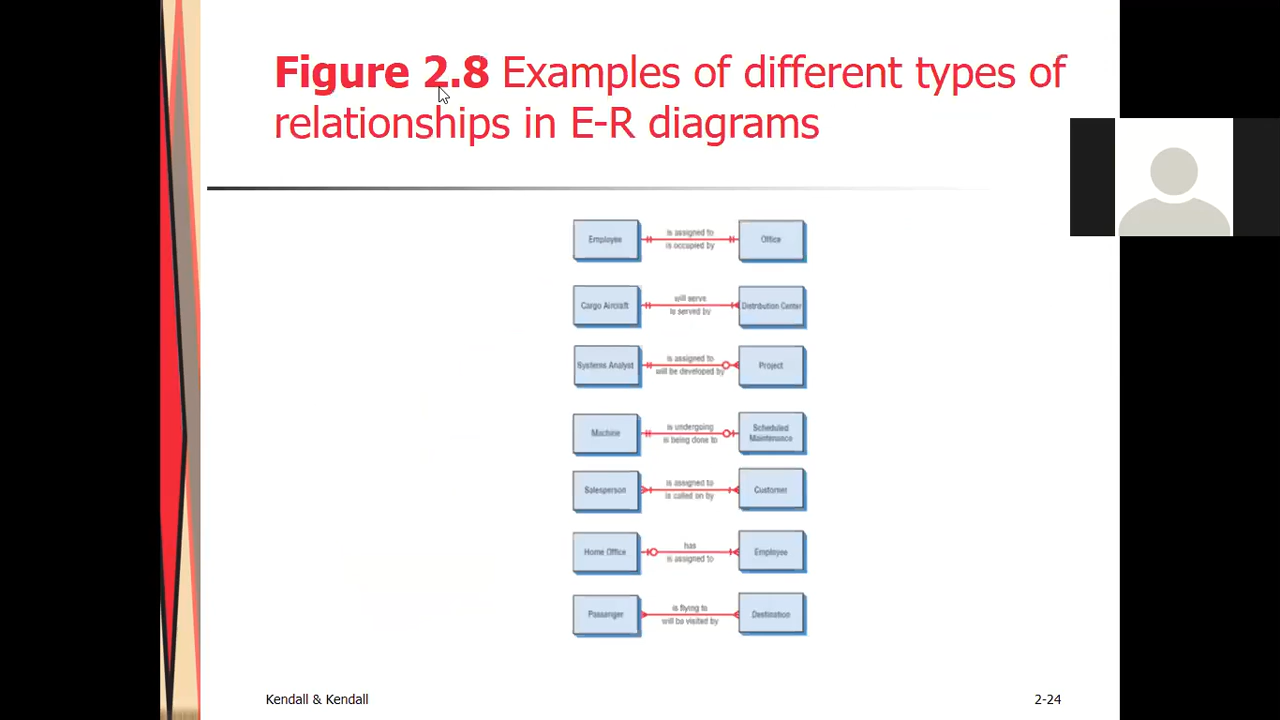 Figure 2.8 Examples of different types of
relationships in E-R diagrams
Employee
is assigned to
is occupied by
Office
Cargo Aircraft
will serve
is served by
Distribution Center
Systems Analyst
is assigned to
will be developed by
Project
Machine
is undergoing
is being done to
Scheduled
Maintenance
Salesperson
is assigned to
is called on by
Customer
Home Office
has
is assigned to
Employee
Passenger
is flying to
will be visited by
Destination
Kendall & Kendall
2-24